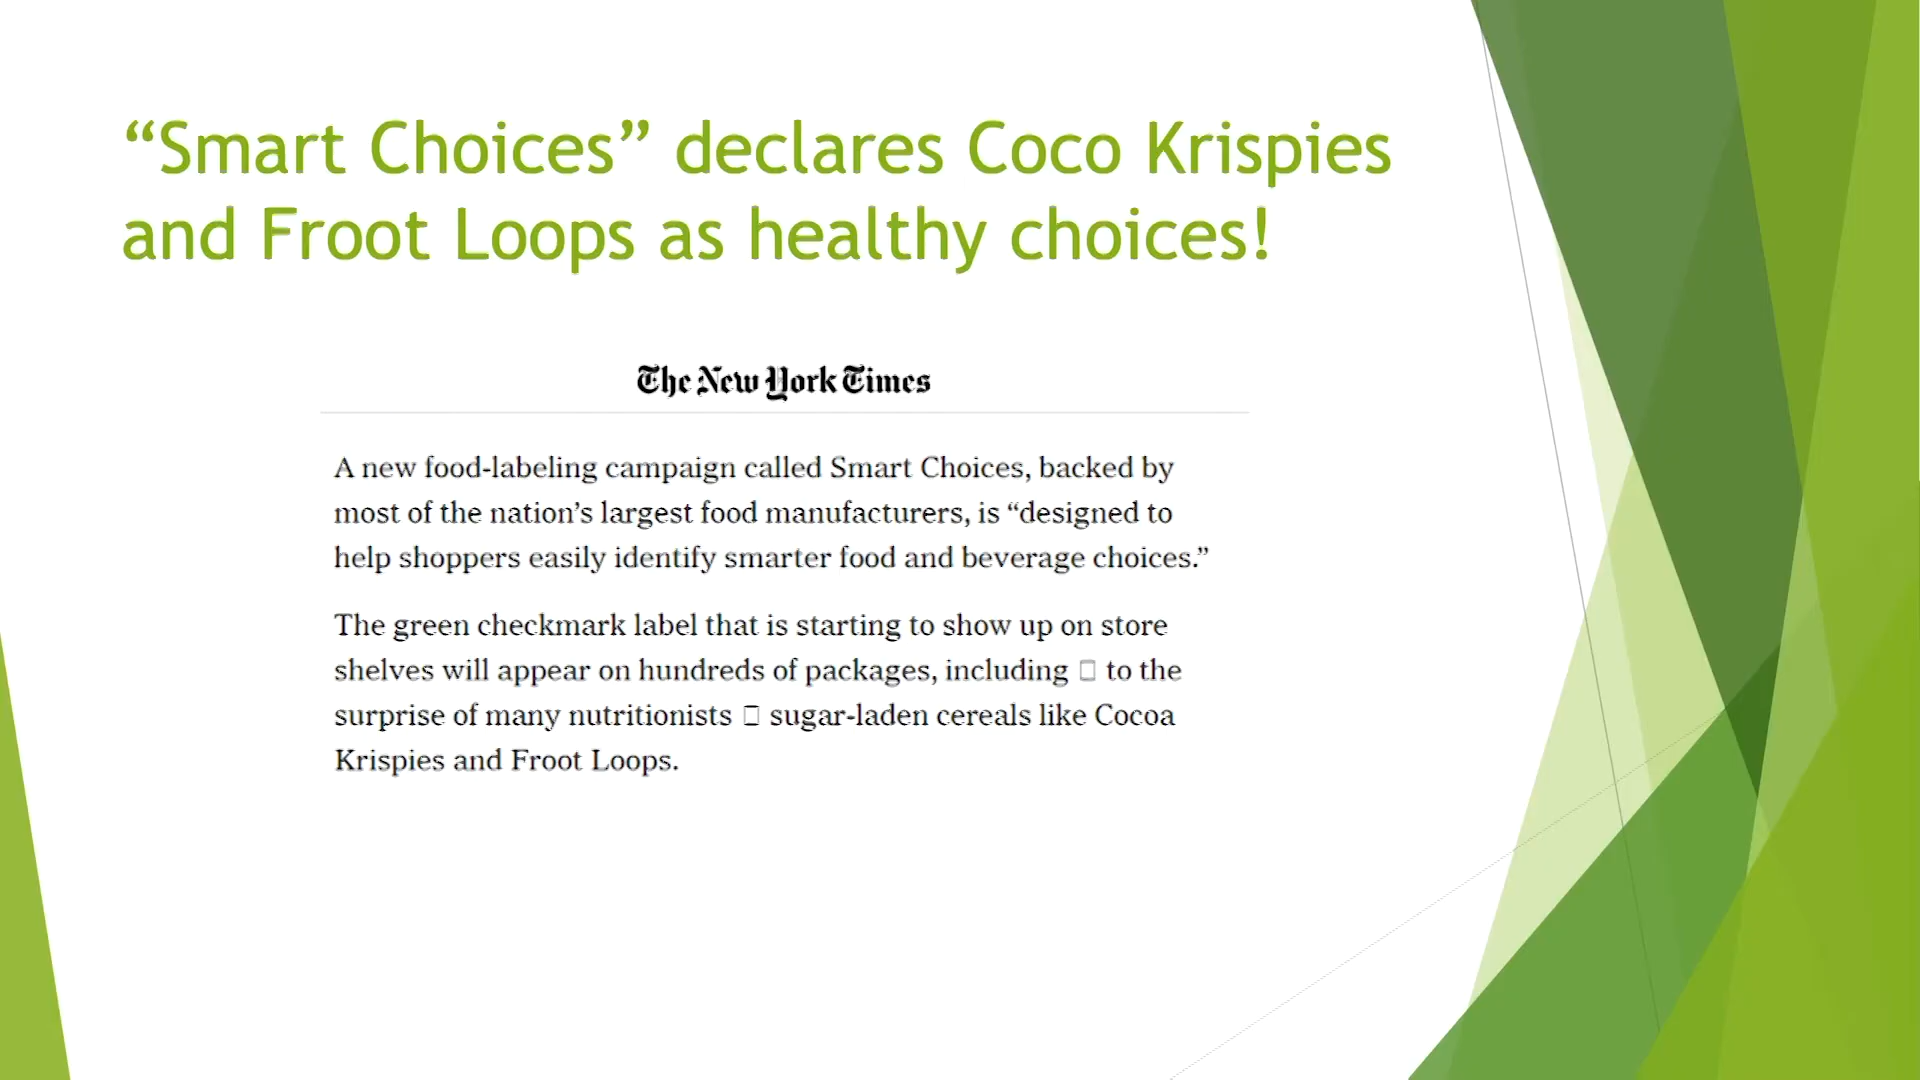 “Smart Choices” declares Coco Krispies
and Froot Loops as healthy choices!
The New York Times
A new food-labeling campaign called Smart Choices, backed by
most of the nation’s largest food manufacturers, is “designed to
help shoppers easily identify smarter food and beverage choices.”
The green checkmark label that is starting to show up on store
shelves will appear on hundreds of packages, including □ to the
surprise of many nutritionists □ sugar-laden cereals like Cocoa
Krispies and Froot Loops.